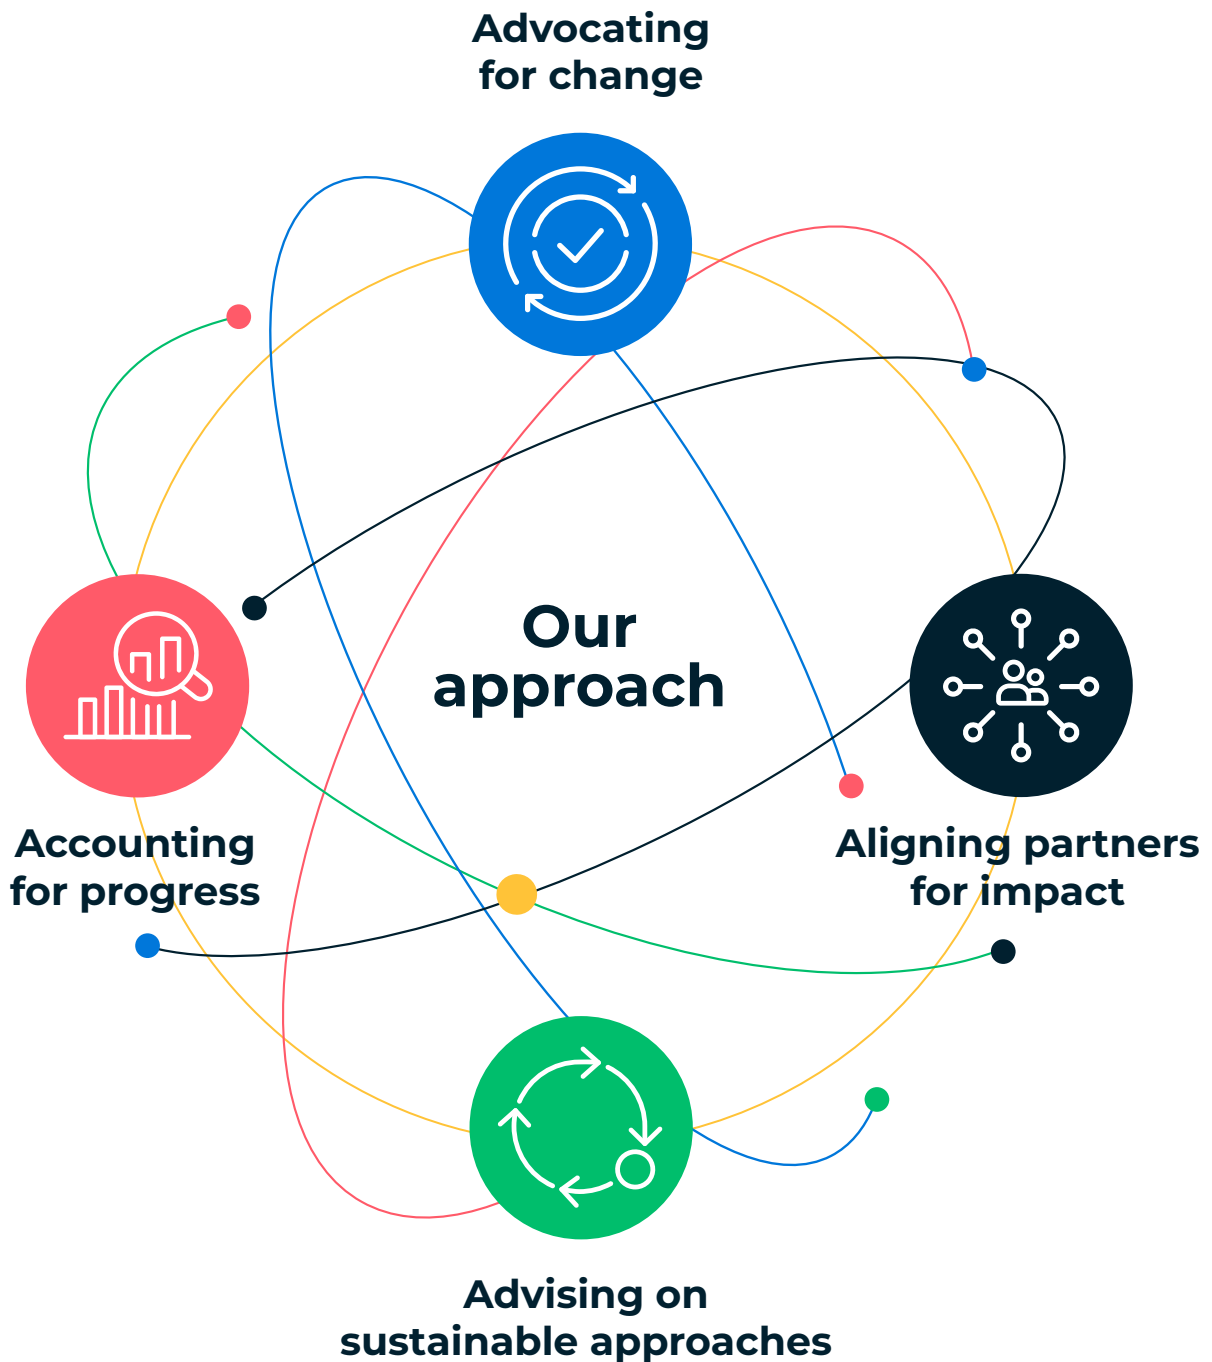 Advocating
for change
Our
approach
Accounting
for progress
Aligning partners
for impact
Advising on
sustainable approaches